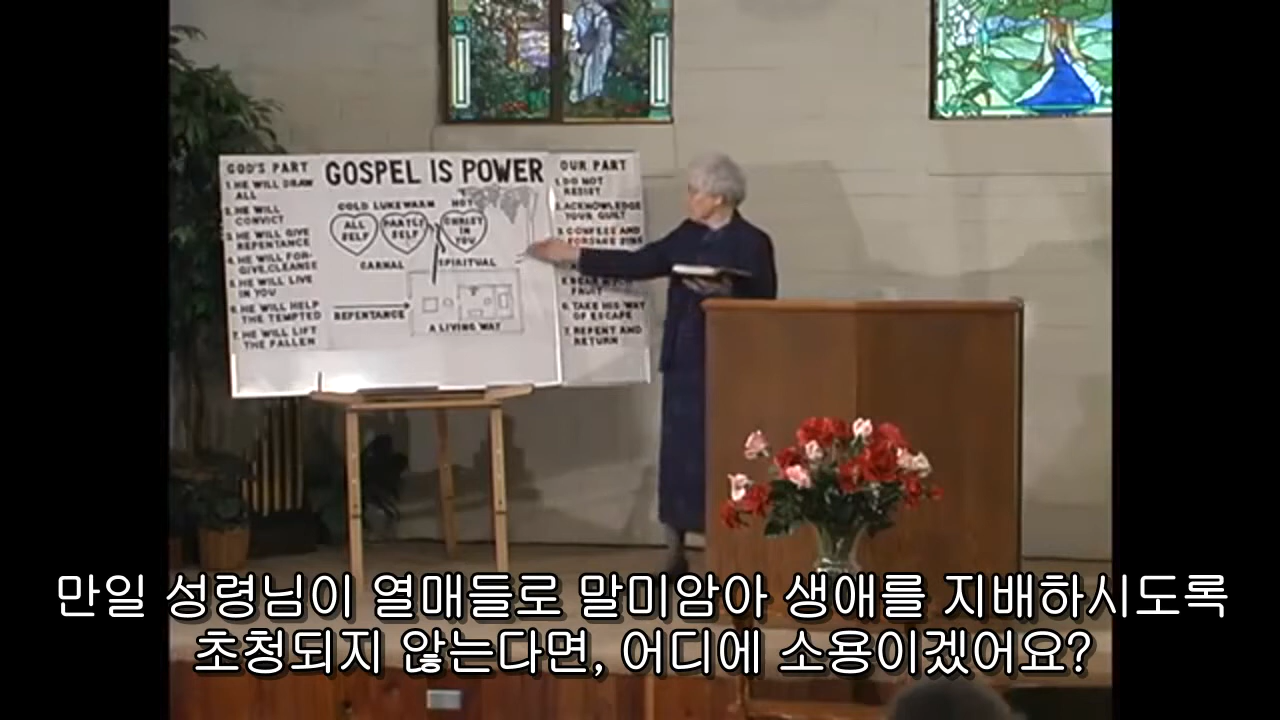 GOD'S PART
1. HE WILL DRAW
ALL
2. HE WILL
CONVICT
3. HE WILL GIVE
REPENTANCE
4. HE WILL FOR-
GIVE, CLEANSE
5. HE WILL LIVE
IN YOU
6. HE WILL HELP
THE TEMPTED
7. HE WILL LIFT
THE FALLEN
GOSPEL IS POWER
COLD LUKEWARM HOT
ALL
SELF
PARTLY
SELF
CHRIST
IN
YOU
CARNAL
SPIRITUAL
REPENTANCE
A LIVING WAY
OUR PART
1. DO NOT
RESIST
2. ACKNOWLEDGE
YOUR GUILT
3. CONFESS AND
FORSAKE SINS
FRUIT
6. TAKE HIS WAY
OF ESCAPE
7. REPENT AND
RETURN
만일 성령님이 열매들로 말미암아 생애를 지배하시도록
초청되지 않는다면, 어디에 소용이겠어요?